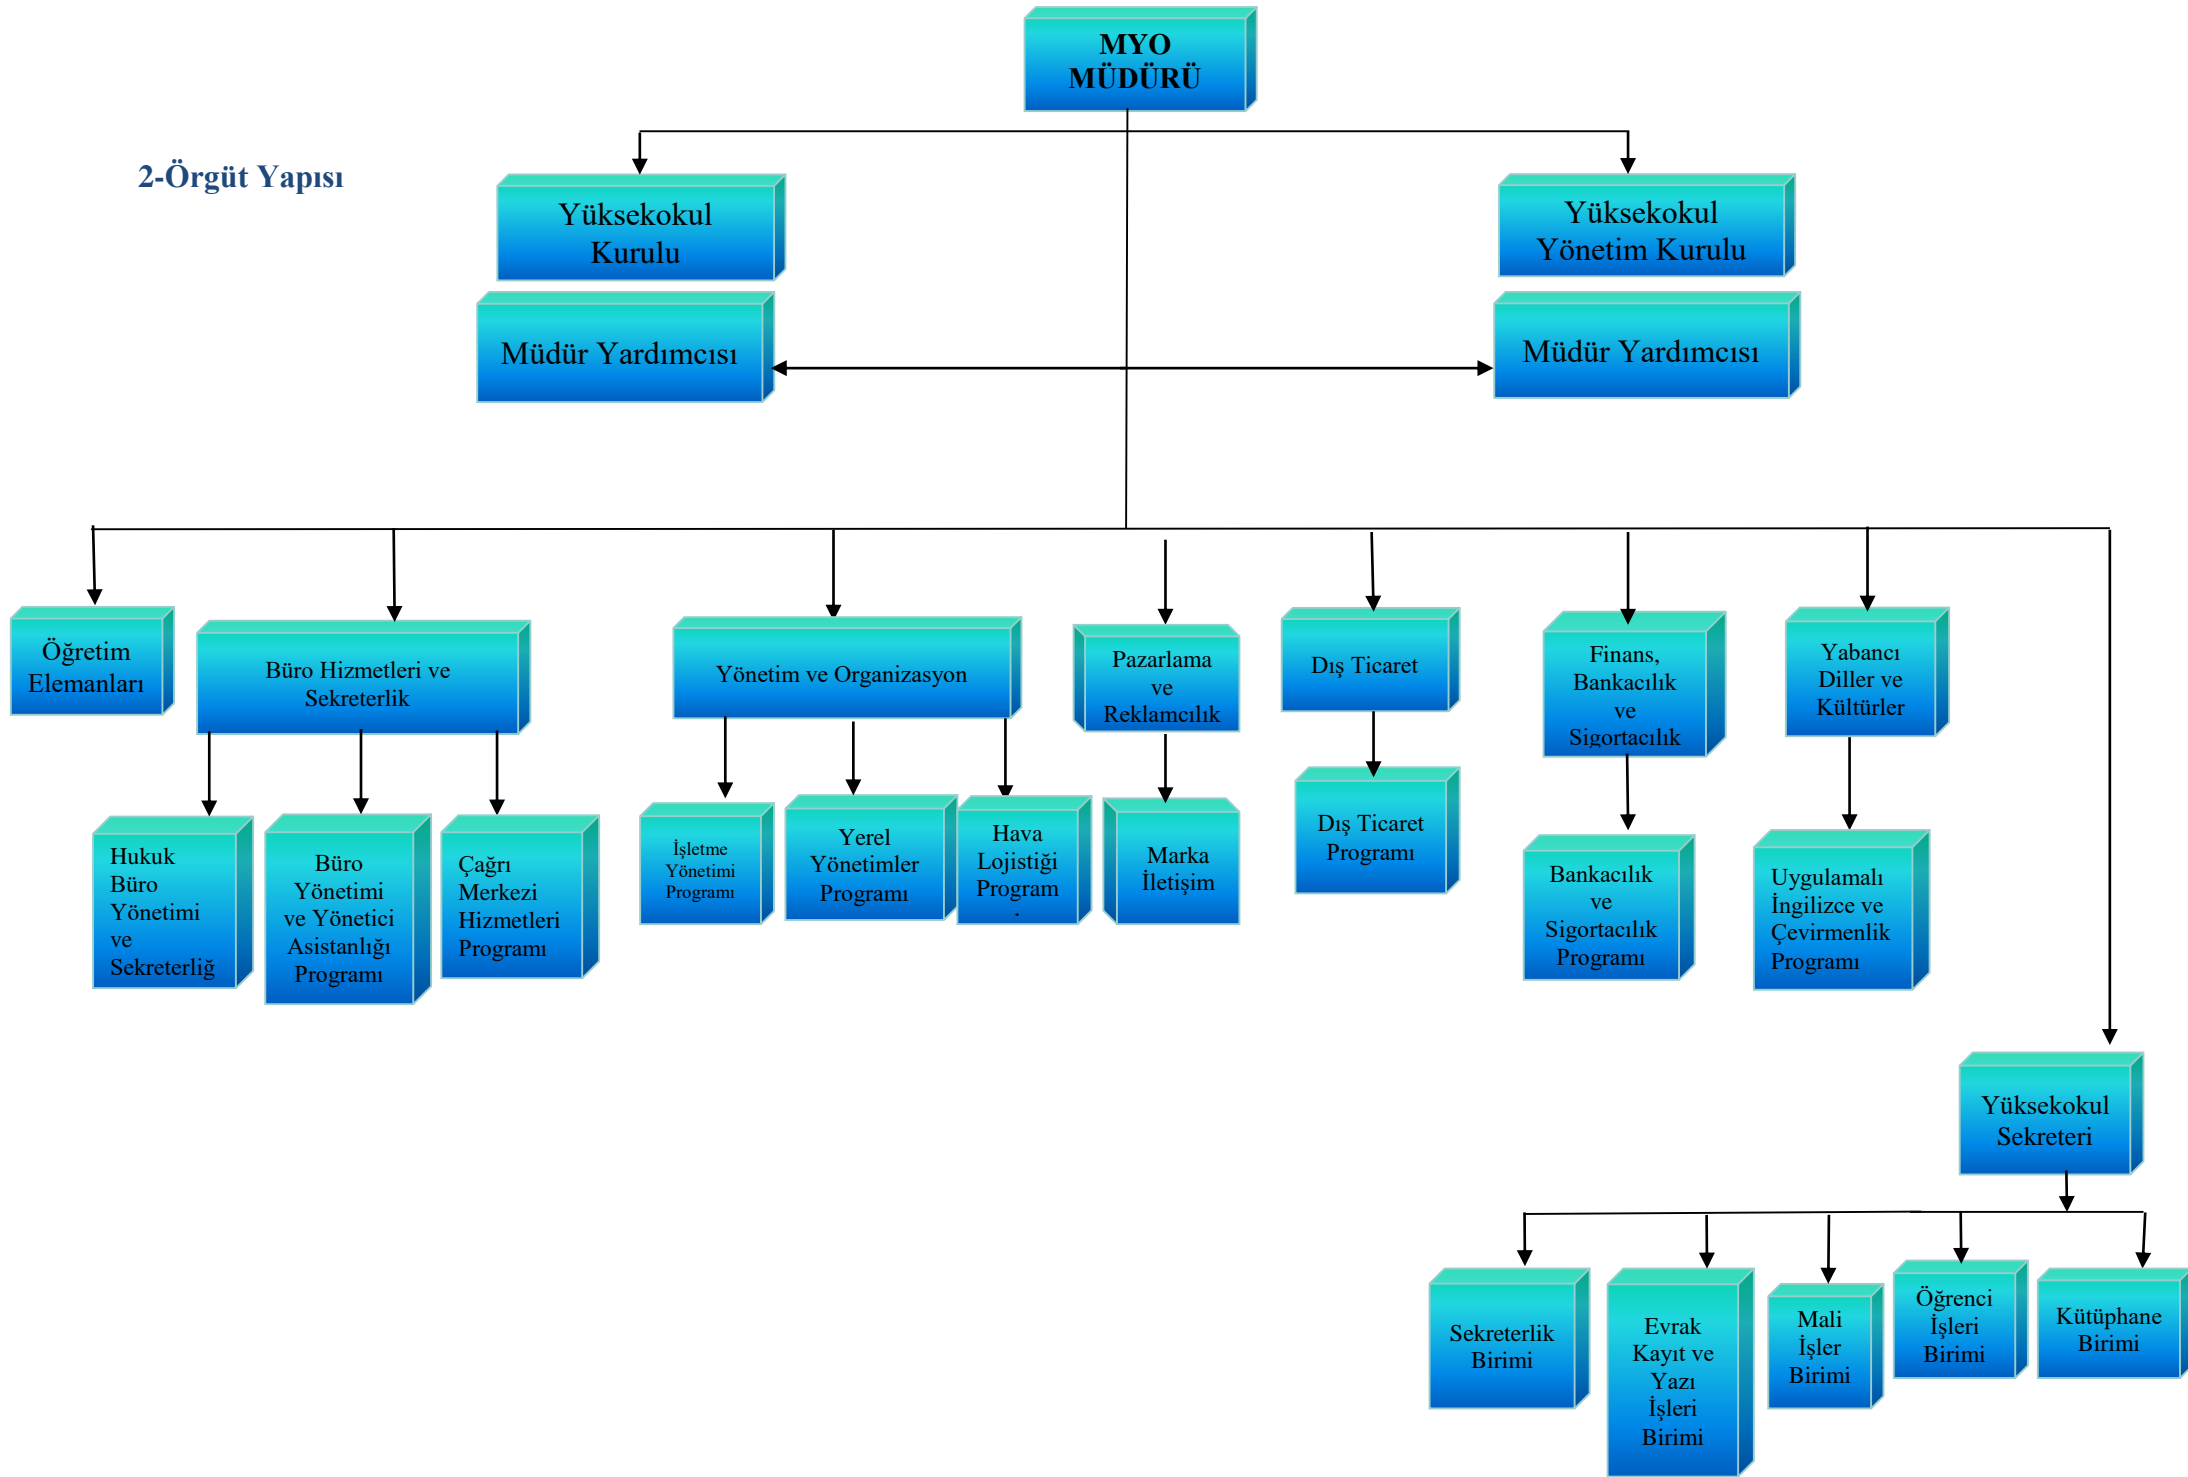 MYO
MÜDÜRÜ
2-Örgüt Yapısı
Yüksekokul
Kurulu
Yüksekokul
Yönetim Kurulu
Müdür Yardımcısı
Müdür Yardımcısı
Öğretim
Elemanları
Büro Hizmetleri ve
Sekreterlik
Yönetim ve Organizasyon
Pazarlama
ve
Reklamcılık
Dış Ticaret
Finans,
Bankacılık
ve
Sigortacılık
Yabancı
Diller ve
Kültürler
Hukuk
Büro
Yönetimi
ve
Sekreterliğ
Büro
Yönetimi
ve Yönetici
Asistanlığı
Programı
Çağrı
Merkezi
Hizmetleri
Programı
İşletme
Yönetimi
Programı
Yerel
Yönetimler
Programı
Hava
Lojistiği
Program
Marka
İletişim
Dış Ticaret
Programı
Bankacılık
ve
Sigortacılık
Programı
Uygulamalı
İngilizce ve
Çevirmenlik
Programı
Yüksekokul
Sekreteri
Sekreterlik
Birimi
Evrak
Kayıt ve
Yazı
İşleri
Birimi
Mali
İşler
Birimi
Öğrenci
İşleri
Birimi
Kütüphane
Birimi